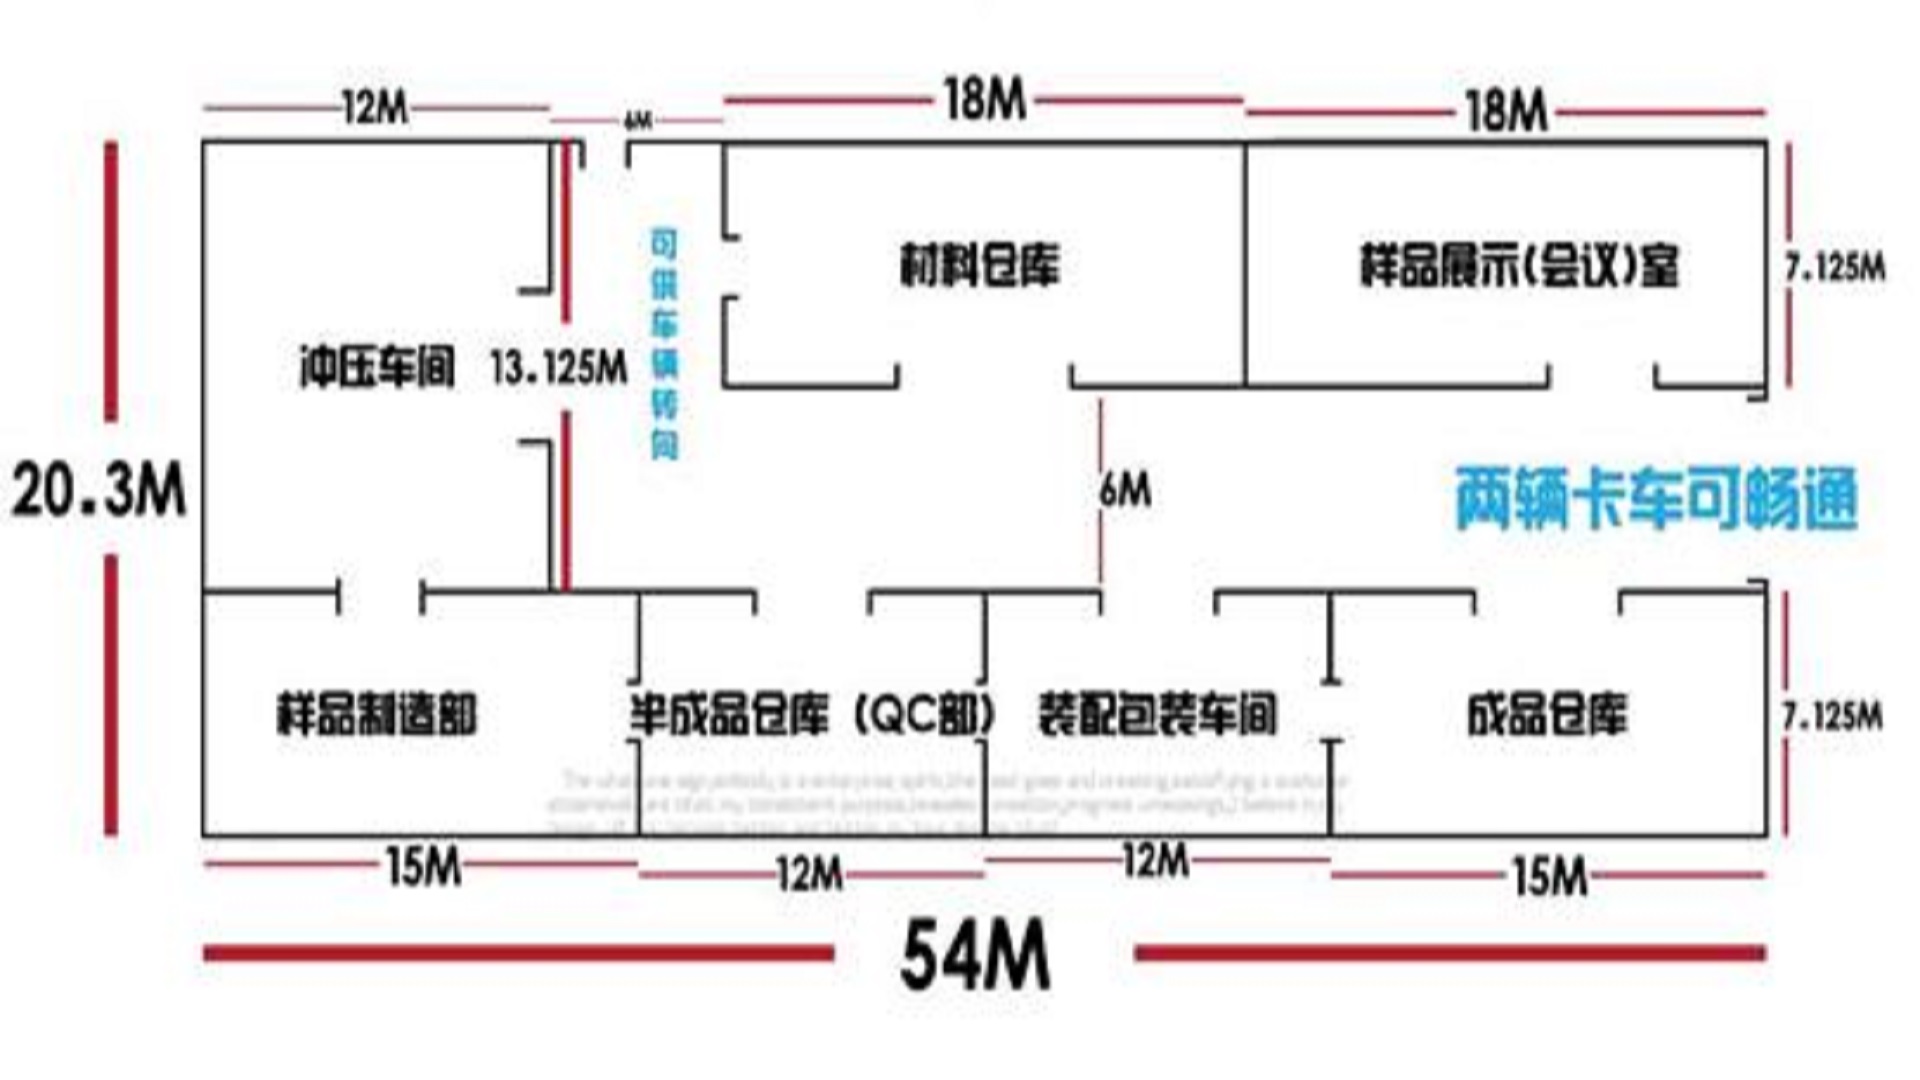 12M
6M
18M
18M
材料仓库
样品展示(会议)室
7.125M
可供车辆转向
冲压车间
13.125M
20.3M
6M
两辆卡车可畅通
样品制造部
半成品仓库（QC部）
装配包装车间
成品仓库
7.125M
15M
12M
12M
15M
54M